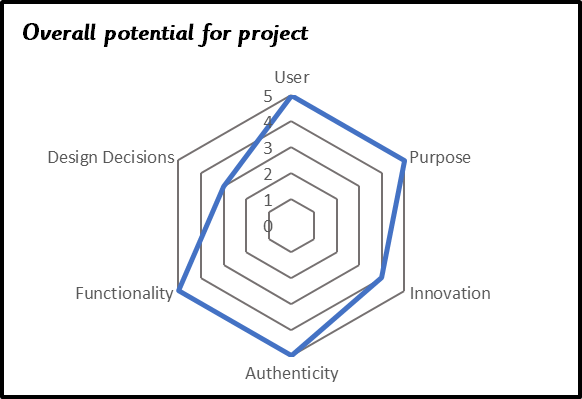 Overall potential for project
User
5
4
3
2
1
0
Design Decisions
Purpose
Functionality
Innovation
Authenticity